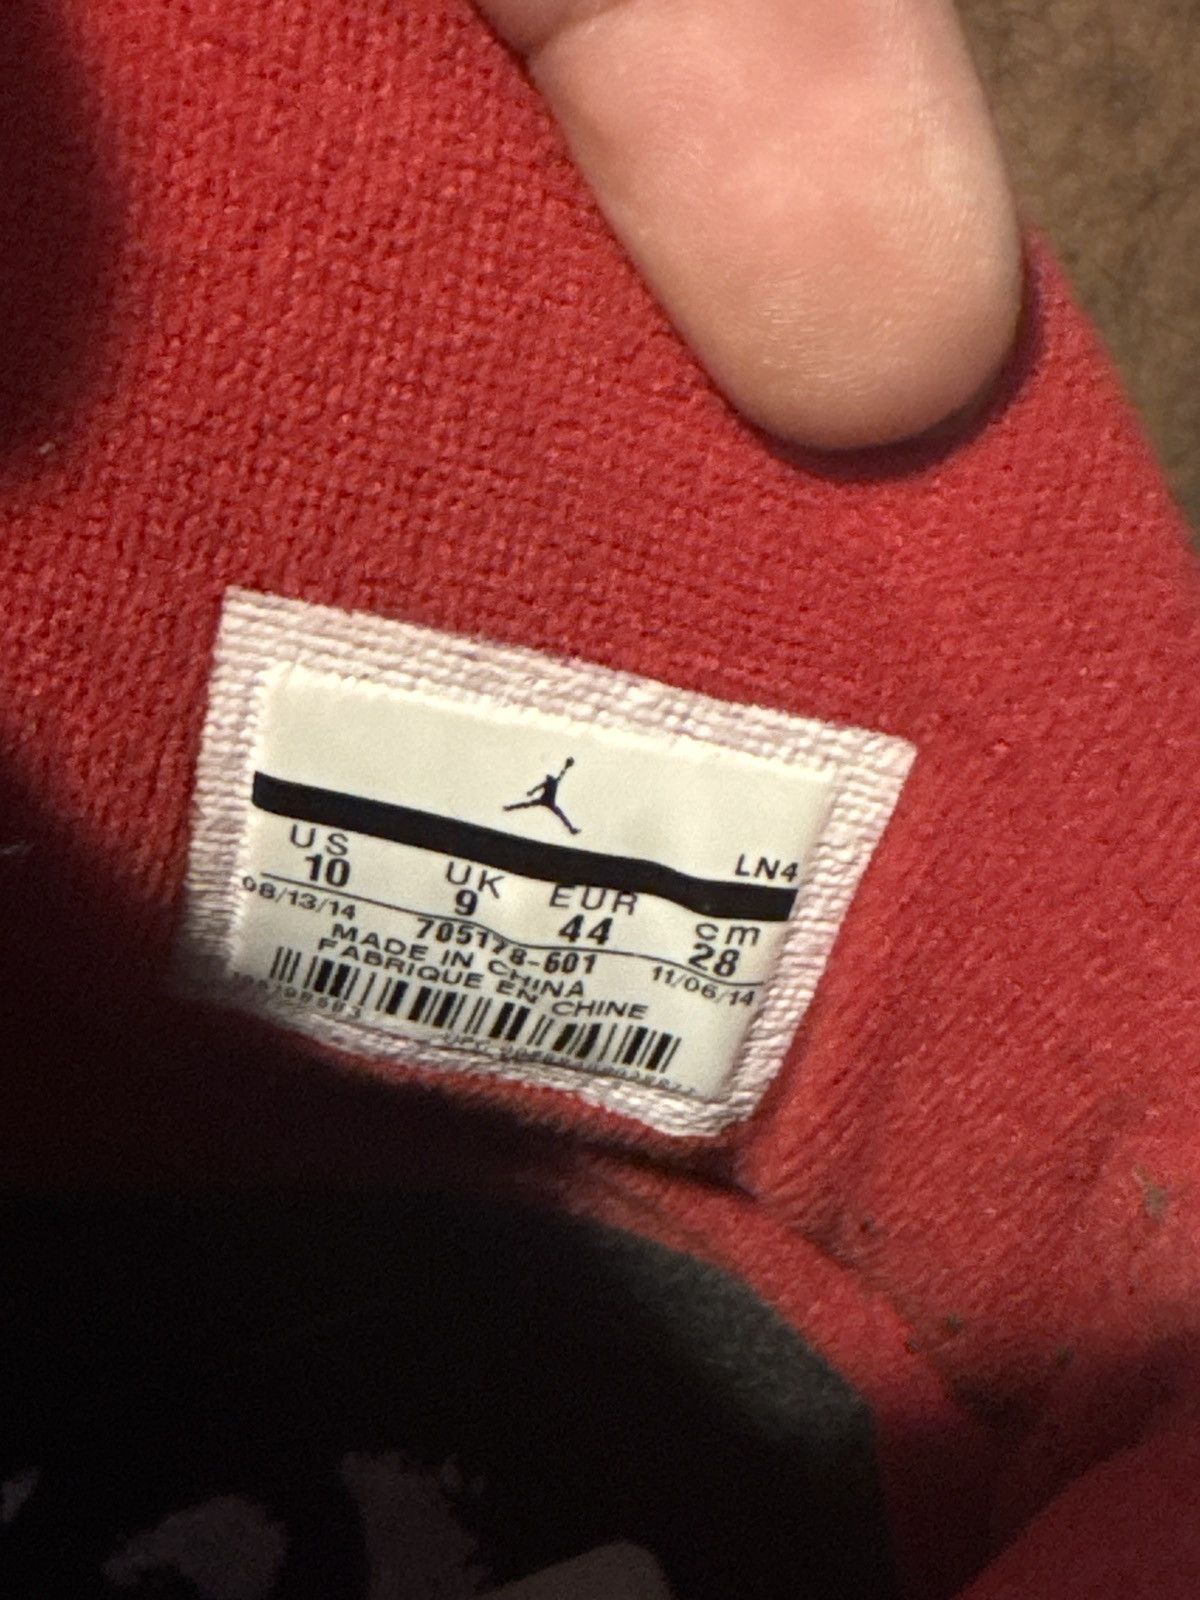 LN4
US UK EUR cm
10 9 44 28
08/13/14 705178-601 11/06/14
MADE IN CHINA
FABRIQUE EN CHINE